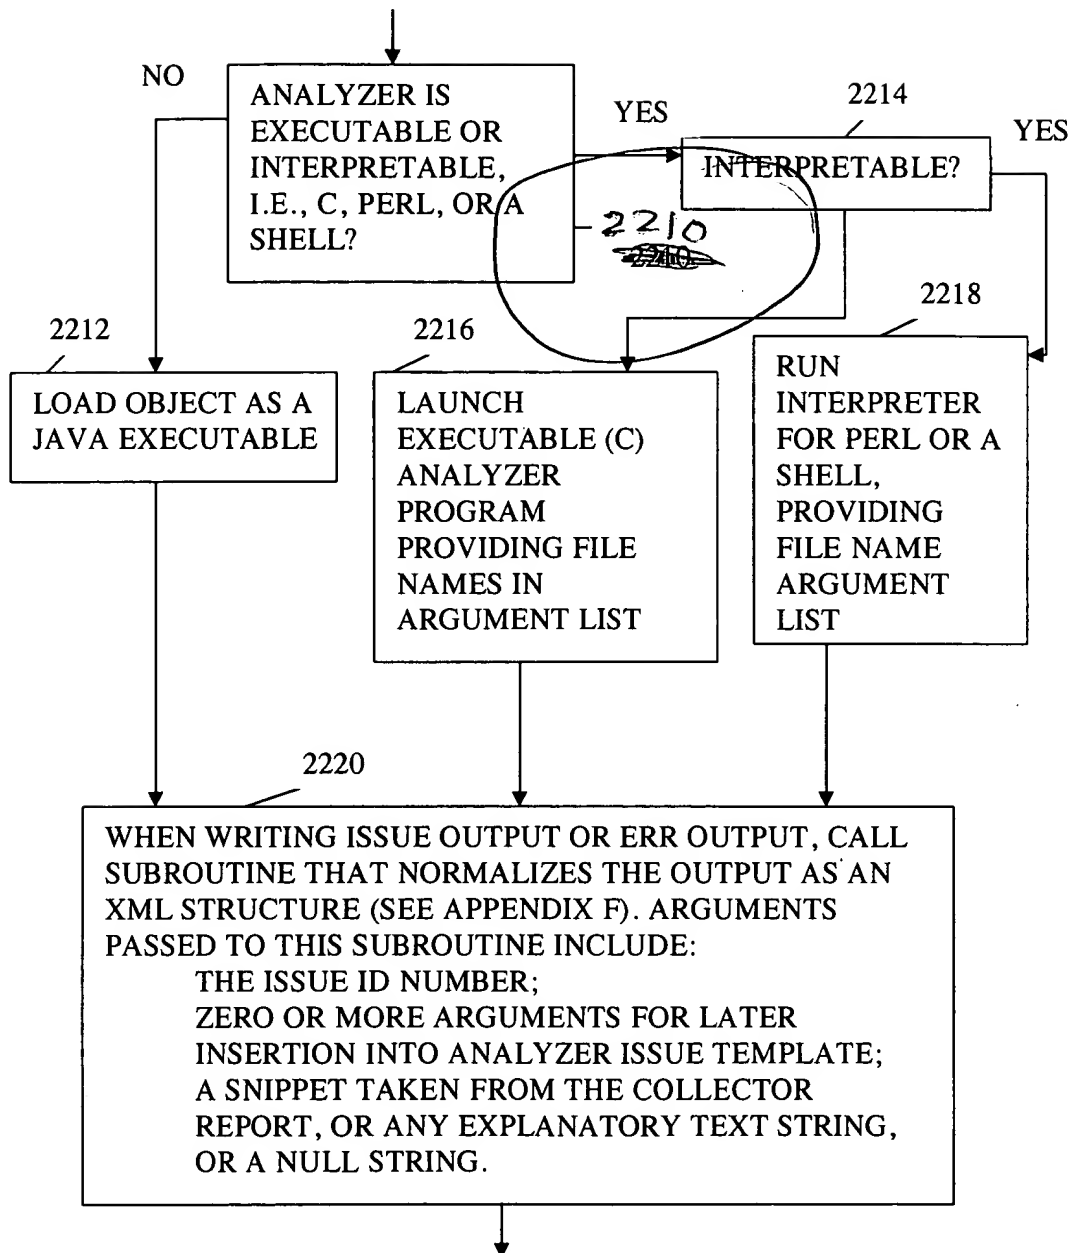 NO
ANALYZER IS
EXECUTABLE OR
INTERPRETABLE,
I.E., C, PERL, OR A
SHELL?
YES
2214
INTERPRETABLE?
YES
2210
2212
LOAD OBJECT AS A
JAVA EXECUTABLE
2216
LAUNCH
EXECUTABLE (C)
ANALYZER
PROGRAM
PROVIDING FILE
NAMES IN
ARGUMENT LIST
2218
RUN
INTERPRETER
FOR PERL OR A
SHELL,
PROVIDING
FILE NAME
ARGUMENT
LIST
2220
WHEN WRITING ISSUE OUTPUT OR ERR OUTPUT, CALL
SUBROUTINE THAT NORMALIZES THE OUTPUT AS AN
XML STRUCTURE (SEE APPENDIX F). ARGUMENTS
PASSED TO THIS SUBROUTINE INCLUDE:
THE ISSUE ID NUMBER;
ZERO OR MORE ARGUMENTS FOR LATER
INSERTION INTO ANALYZER ISSUE TEMPLATE;
A SNIPPET TAKEN FROM THE COLLECTOR
REPORT, OR ANY EXPLANATORY TEXT STRING,
OR A NULL STRING.